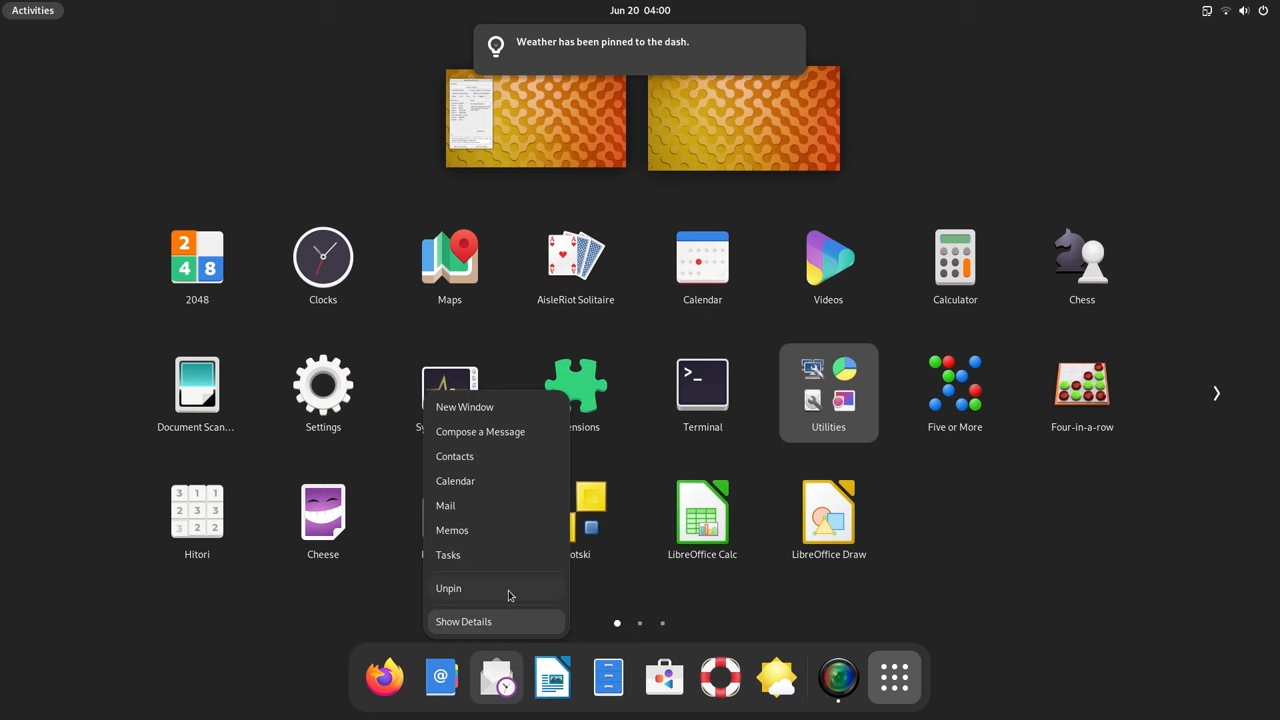 Activities
Jun 20 04:00
Weather has been pinned to the dash.
2048
Clocks
Maps
AisleRiot Solitaire
Calendar
Videos
Calculator
Chess
Document Scan…
Settings
Terminal
Utilities
Five or More
Four-in-a-row
New Window
Compose a Message
Contacts
Calendar
Mail
Memos
Tasks
Unpin
Show Details
Hitori
Cheese
LibreOffice Calc
LibreOffice Draw